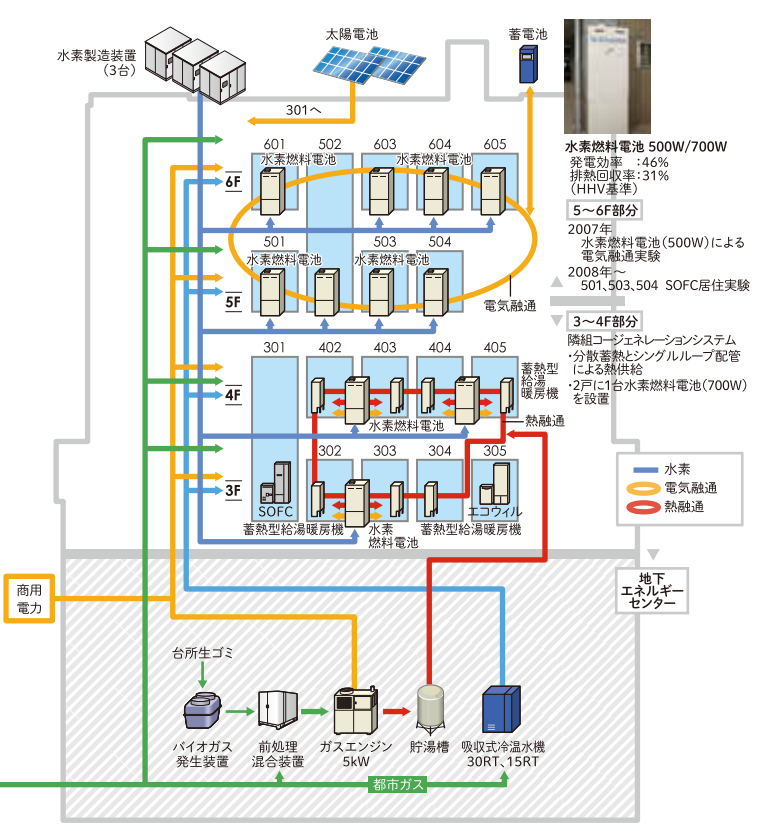 水素製造装置
（3台）
太陽電池
蓄電池
301へ
水素燃料電池 500W/700W
発電効率　：46%
排熱回収率：31%
（HHV基準）
601
502
603
604
605
水素燃料電池
水素燃料電池
6F
5〜6F部分
2007年
水素燃料電池（500W）による
電気融通実験
2008年〜
501、503、504　SOFC居住実験
501
503
504
水素燃料電池
水素燃料電池
5F
電気融通
3〜4F部分
隣組コージェネレーションシステム
・分散蓄熱とシングルループ配管
による熱供給
・2戸に1台水素燃料電池（700W）
を設置
301
402
403
404
405
蓄熱型
給湯
暖房機
4F
水素燃料電池
熱融通
302
303
304
305
3F
SOFC
エコウィル
蓄熱型給湯暖房機
水素
燃料電池
蓄熱型給湯暖房機
水素
電気融通
熱融通
地下
エネルギー
センター
商用
電力
台所生ゴミ
バイオガス
発生装置
前処理
混合装置
ガスエンジン
5kW
貯湯槽
吸収式冷温水機
30RT、15RT
都市ガス